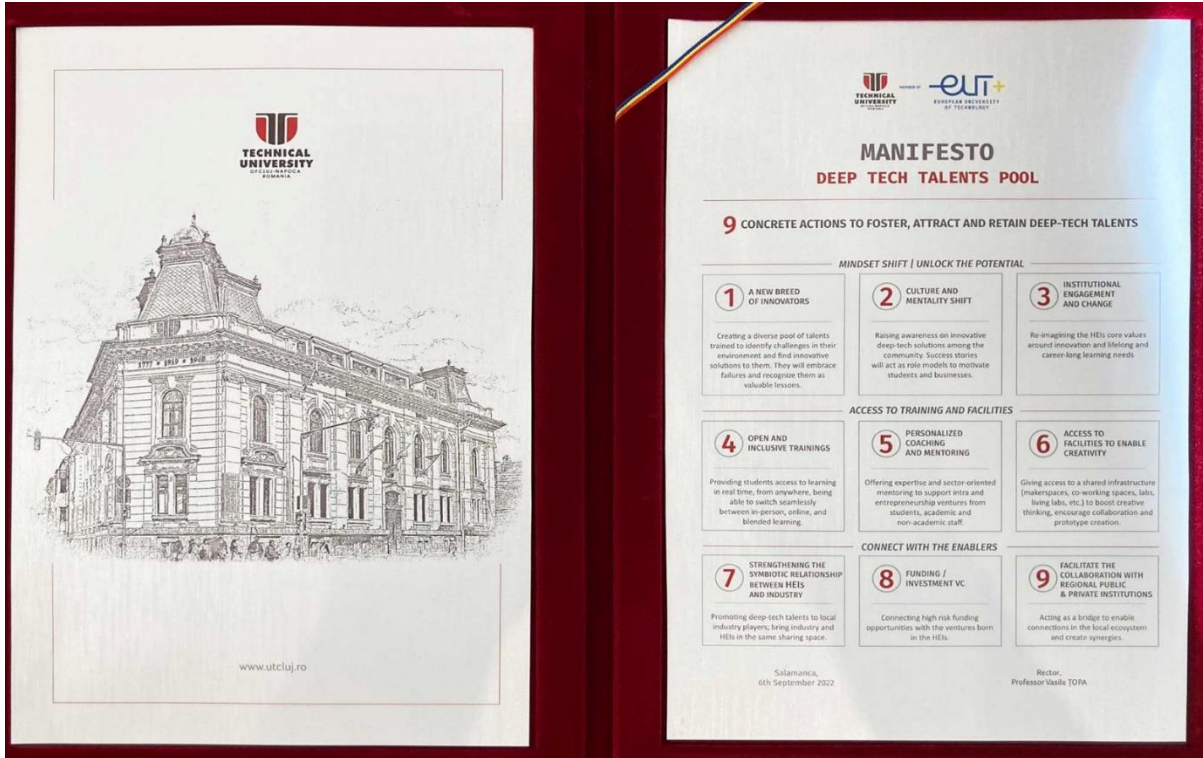 TECHNICAL
UNIVERSITY
OF CLUJ-NAPOCA
ROMANIA
www.utcluj.ro
TECHNICAL
UNIVERSITY
OF CLUJ-NAPOCA
ROMANIA
MEMBER OF
EUT+
EUROPEAN UNIVERSITY
OF TECHNOLOGY
MANIFESTO
DEEP TECH TALENTS POOL
9 CONCRETE ACTIONS TO FOSTER, ATTRACT AND RETAIN DEEP-TECH TALENTS
MINDSET SHIFT | UNLOCK THE POTENTIAL
1
A NEW BREED
OF INNOVATORS
Creating a diverse pool of talents
trained to identify challenges in their
environment and find innovative
solutions to them. They will embrace
failures and recognize them as
valuable lessons.
2
CULTURE AND
MENTALITY SHIFT
Raising awareness on innovative
deep-tech solutions among the
community. Success stories
will act as role models to motivate
students and businesses.
3
INSTITUTIONAL
ENGAGEMENT
AND CHANGE
Re-imagining the HEIs core values
around innovation and lifelong and
career-long learning needs
ACCESS TO TRAINING AND FACILITIES
4
OPEN AND
INCLUSIVE TRAININGS
Providing students access to learning
in real time, from anywhere, being
able to switch seamlessly
between in-person, online, and
blended learning.
5
PERSONALIZED
COACHING
AND MENTORING
Offering expertise and sector-oriented
mentoring to support intra and
entrepreneurship ventures from
students, academic and
non-academic staff.
6
ACCESS TO
FACILITIES TO ENABLE
CREATIVITY
Giving access to a shared infrastructure
(makerspaces, co-working spaces, labs,
living labs, etc.) to boost creative
thinking, encourage collaboration and
prototype creation.
CONNECT WITH THE ENABLERS
7
STRENGTHENING THE
SYMBIOTIC RELATIONSHIP
BETWEEN HEIs
AND INDUSTRY
Promoting deep-tech talents to local
industry players; bring industry and
HEIs in the same sharing space.
8
FUNDING /
INVESTMENT VC
Connecting high risk funding
opportunities with the ventures born
in the HEIs.
9
FACILITATE THE
COLLABORATION WITH
REGIONAL PUBLIC
& PRIVATE INSTITUTIONS
Acting as a bridge to enable
connections in the local ecosystem
and create synergies.
Salamanca,
6th September 2022
Rector,
Professor Vasile ȚOPA